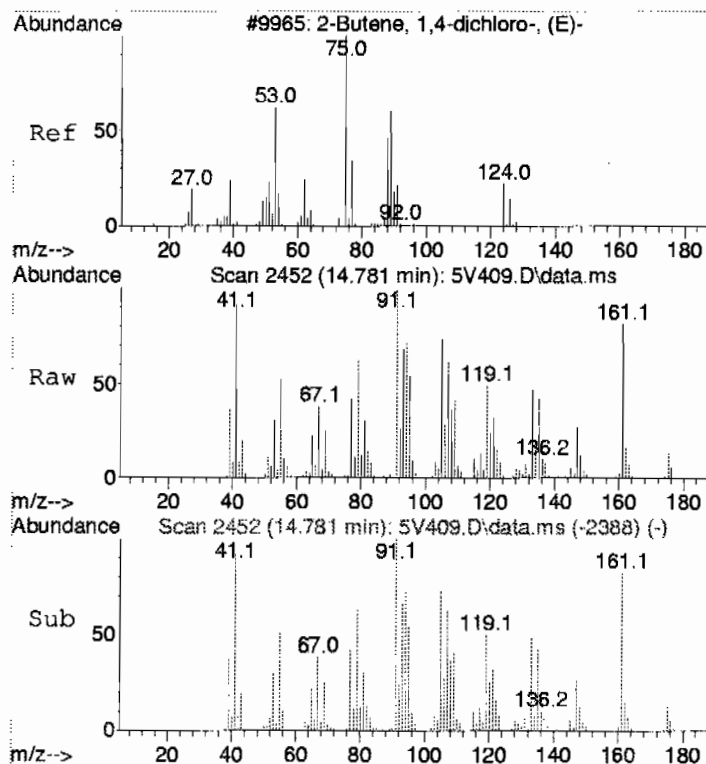 Abundance #9965: 2-Butene, 1,4-dichloro-, (E)-
75.0
53.0
Ref 50
27.0 124.0
92.0
0
m/z--> 20 40 60 80 100 120 140 160 180
Abundance Scan 2452 (14.781 min): 5V409.D\data.ms
41.1 91.1 161.1
Raw 50 67.1 119.1
136.2
0
m/z--> 20 40 60 80 100 120 140 160 180
Abundance Scan 2452 (14.781 min): 5V409.D\data.ms (-2388) (-)
41.1 91.1 161.1
Sub 50 67.0 119.1
136.2
0
m/z--> 20 40 60 80 100 120 140 160 180